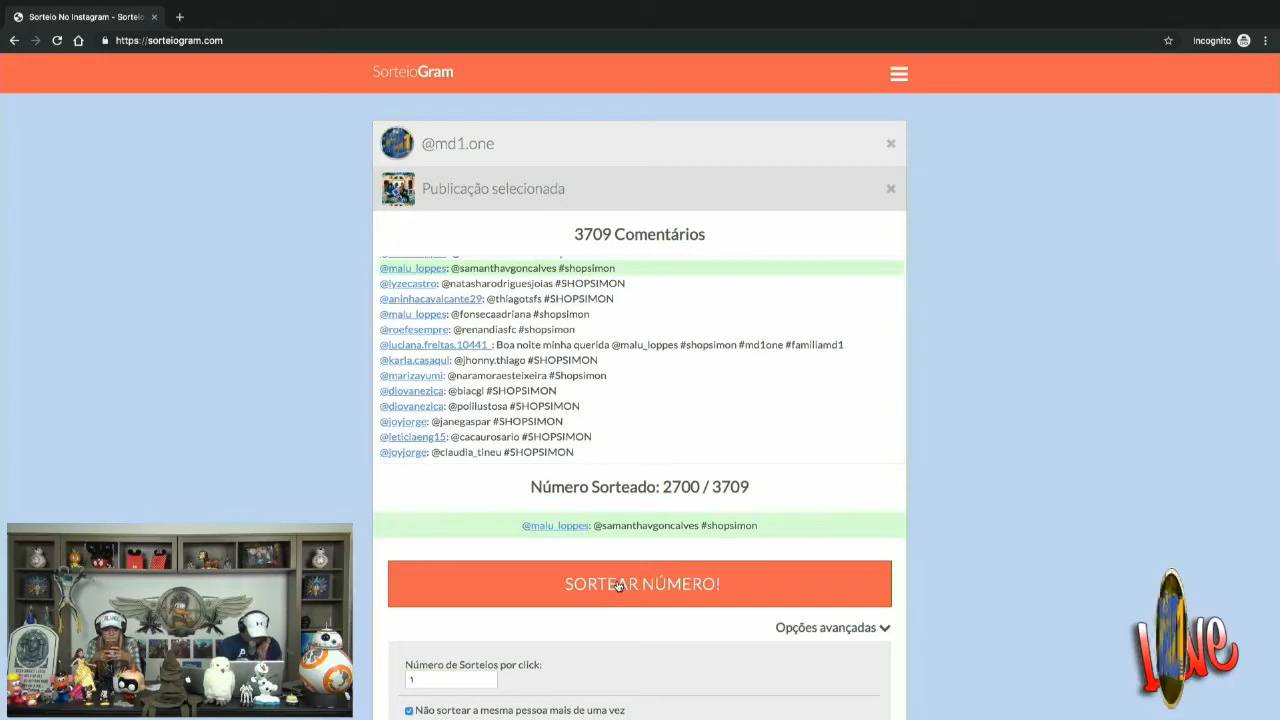 Sorteio No Instagram - Sorteio
https://sorteiogram.com
Incognito
SorteioGram
@md1.one
Publicação selecionada
3709 Comentários
@malu_loppes: @samanthavgoncalves #shopsimon
@lyzecastro: @natasharodriguesjoias #SHOPSIMON
@aninhacavalcante29: @thiagotsfs #SHOPSIMON
@malu_loppes: @fonsecaadriana #shopsimon
@roefesempre: @renandiasfc #shopsimon
@luciana.freitas.10441_: Boa noite minha querida @malu_loppes #shopsimon #md1one #familiamd1
@karla.casaqui: @jhonny.thiago #SHOPSIMON
@marizayumi: @naramoraesteixeira #Shopsimon
@diovanezica: @biacgl #SHOPSIMON
@diovanezica: @polilustosa #SHOPSIMON
@joyjorge: @janegaspar #SHOPSIMON
@leticiaeng15: @cacaurosario #SHOPSIMON
@joyjorge: @claudia_tineu #SHOPSIMON
Número Sorteado: 2700 / 3709
@malu_loppes: @samanthavgoncalves #shopsimon
SORTEAR NÚMERO!
Opções avançadas
Número de Sorteios por click:
1
Não sortear a mesma pessoa mais de uma vez
Live